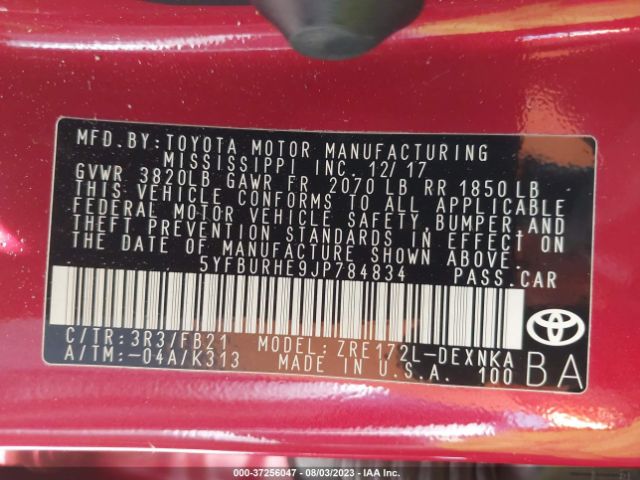 MFD.BY:TOYOTA MOTOR MANUFACTURING
MISSISSIPPI INC. 12/17
GVWR 3820LB GAWR FR 2070 LB RR 1850 LB
THIS VEHICLE CONFORMS TO ALL APPLICABLE
FEDERAL MOTOR VEHICLE SAFETY,BUMPER,AND
THEFT PREVENTION STANDARDS IN EFFECT ON
THE DATE OF MANUFACTURE SHOWN ABOVE.
5YFBURHE9JP784834 PASS.CAR
C/TR:3R3/FB21 MODEL: ZRE172L-DEXNKA
A/TM:-04A/K313 MADE IN U.S.A. 100
BA
000-37256047 - 08/03/2023 - IAA Inc.